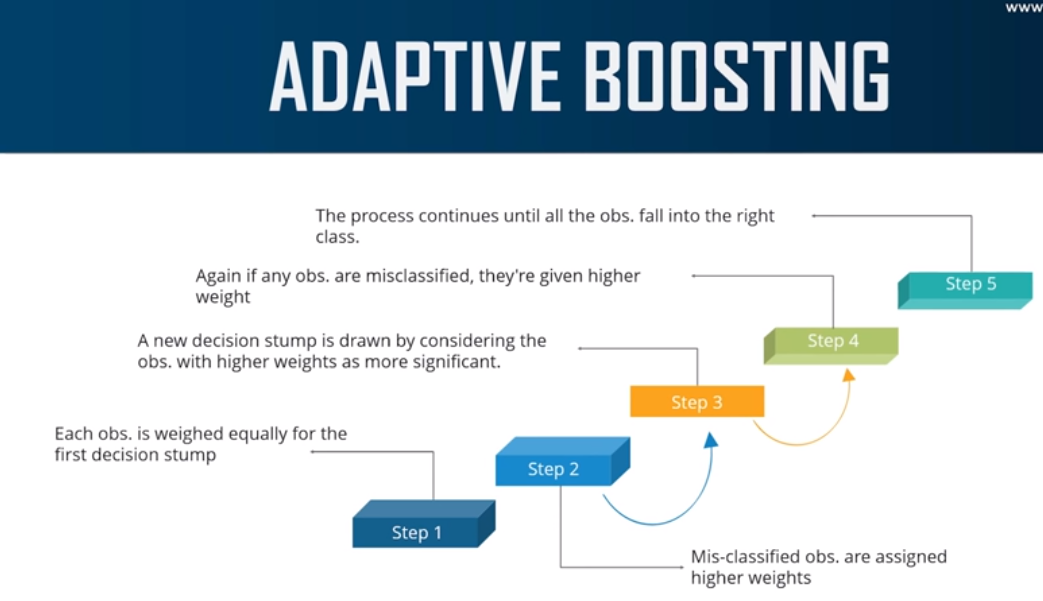 www
ADAPTIVE BOOSTING
The process continues until all the obs. fall into the right
class.
Step 5
Again if any obs. are misclassified, they're given higher
weight
Step 4
A new decision stump is drawn by considering the
obs. with higher weights as more significant.
Step 3
Each obs. is weighed equally for the
first decision stump
Step 2
Step 1
Mis-classified obs. are assigned
higher weights